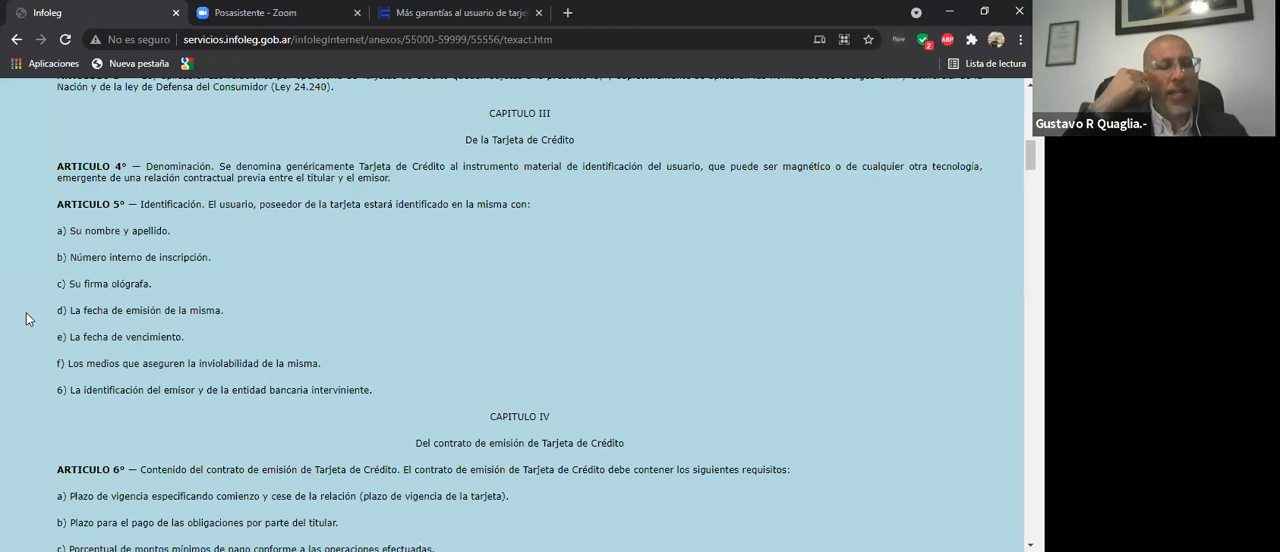 Infoleg
Posasistente - Zoom
Más garantías al usuario de tarje
No es seguro
servicios.infoleg.gob.ar/infolegInternet/anexos/55000-59999/55556/texact.htm
2
ABP
Aplicaciones
Nueva pestaña
Lista de lectura
Nación y de la ley de Defensa del Consumidor (Ley 24.240).
CAPITULO III
De la Tarjeta de Crédito
ARTICULO 4° — Denominación. Se denomina genéricamente Tarjeta de Crédito al instrumento material de identificación del usuario, que puede ser magnético o de cualquier otra tecnología,
emergente de una relación contractual previa entre el titular y el emisor.
ARTICULO 5° — Identificación. El usuario, poseedor de la tarjeta estará identificado en la misma con:
a) Su nombre y apellido.
b) Número interno de inscripción.
c) Su firma ológrafa.
d) La fecha de emisión de la misma.
e) La fecha de vencimiento.
f) Los medios que aseguren la inviolabilidad de la misma.
6) La identificación del emisor y de la entidad bancaria interviniente.
CAPITULO IV
Del contrato de emisión de Tarjeta de Crédito
ARTICULO 6° — Contenido del contrato de emisión de Tarjeta de Crédito. El contrato de emisión de Tarjeta de Crédito debe contener los siguientes requisitos:
a) Plazo de vigencia especificando comienzo y cese de la relación (plazo de vigencia de la tarjeta).
b) Plazo para el pago de las obligaciones por parte del titular.
c) Porcentual de montos mínimos de pago conforme a las operaciones efectuadas.
Gustavo R Quaglia.-